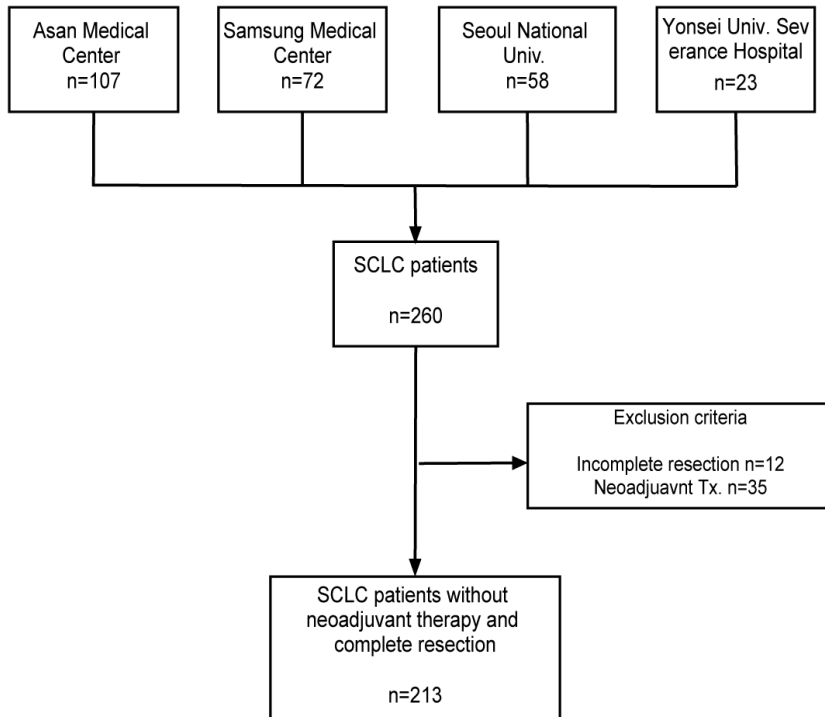 Asan Medical
Center
n=107
Samsung Medical
Center
n=72
Seoul National
Univ.
n=58
Yonsei Univ. Sev
erance Hospital
n=23
SCLC patients
n=260
Exclusion criteria
Incomplete resection n=12
Neoadjuavnt Tx. n=35
SCLC patients without
neoadjuvant therapy and
complete resection
n=213